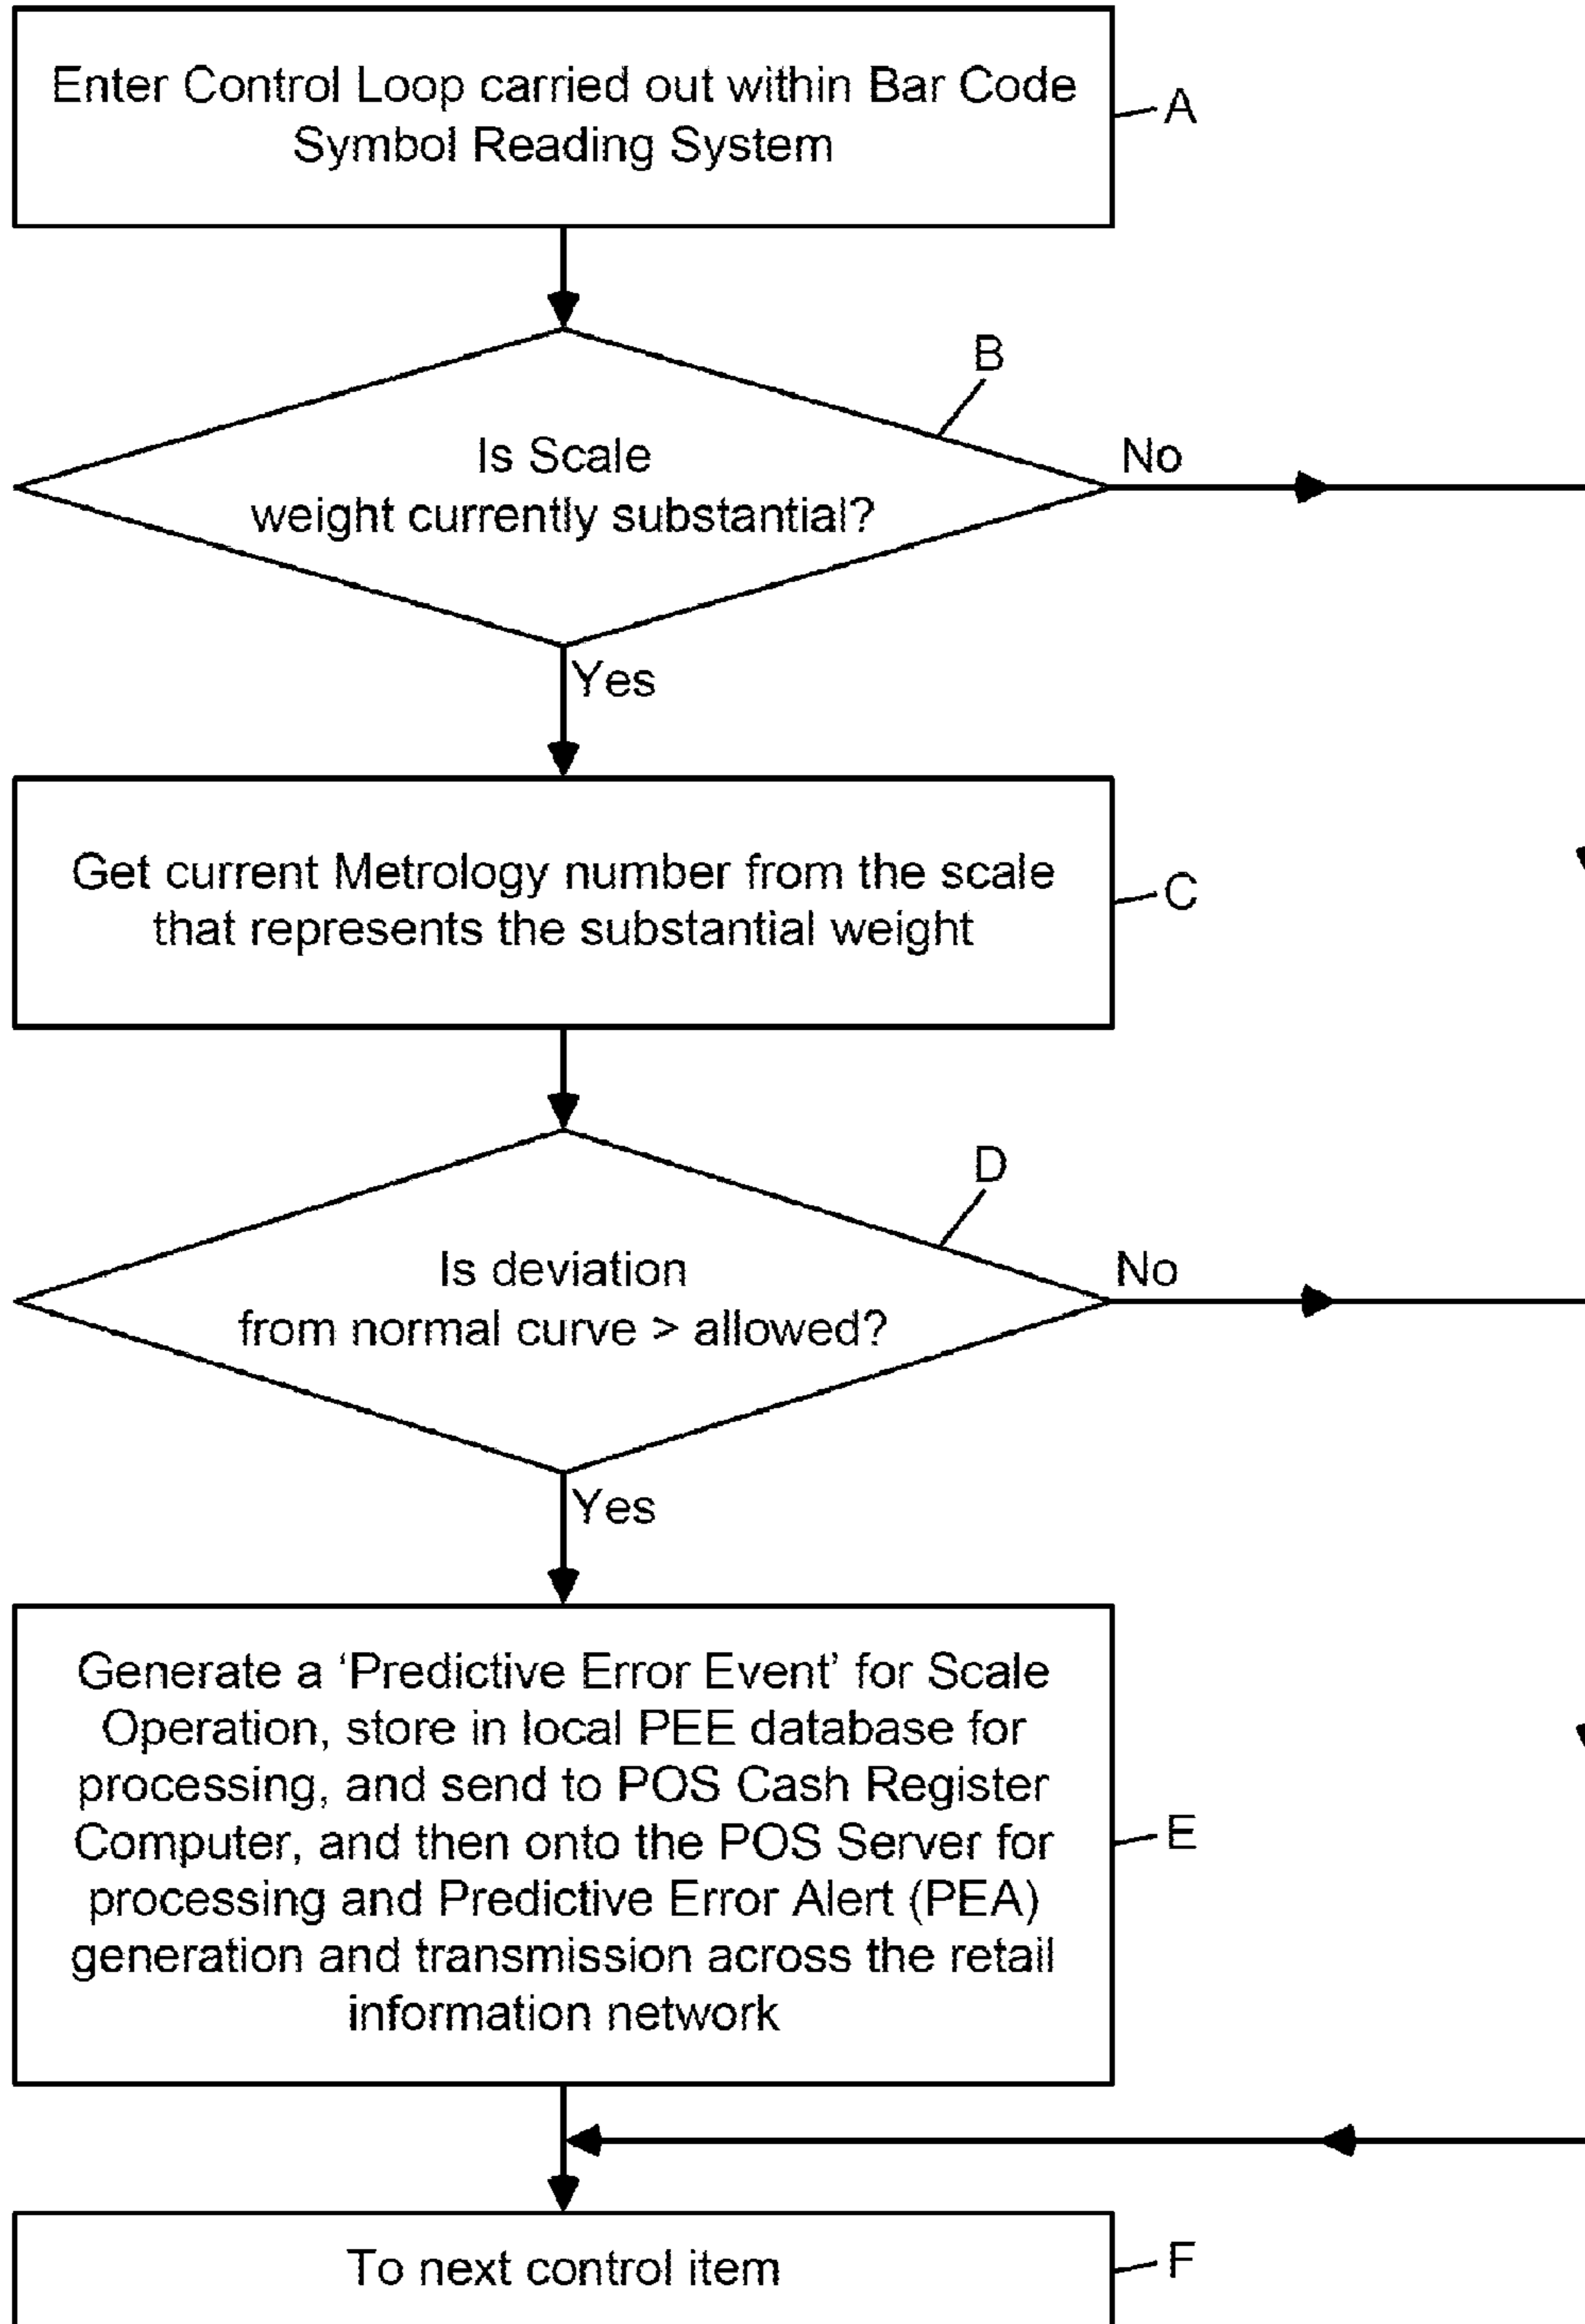 Enter Control Loop carried out within Bar Code
Symbol Reading System
A
B
Is Scale
weight currently substantial?
No
Yes
Get current Metrology number from the scale
that represents the substantial weight
C
D
Is deviation
from normal curve > allowed?
No
Yes
Generate a ‘Predictive Error Event’ for Scale
Operation, store in local PEE database for
processing, and send to POS Cash Register
Computer, and then onto the POS Server for
processing and Predictive Error Alert (PEA)
generation and transmission across the retail
information network
E
To next control item
F